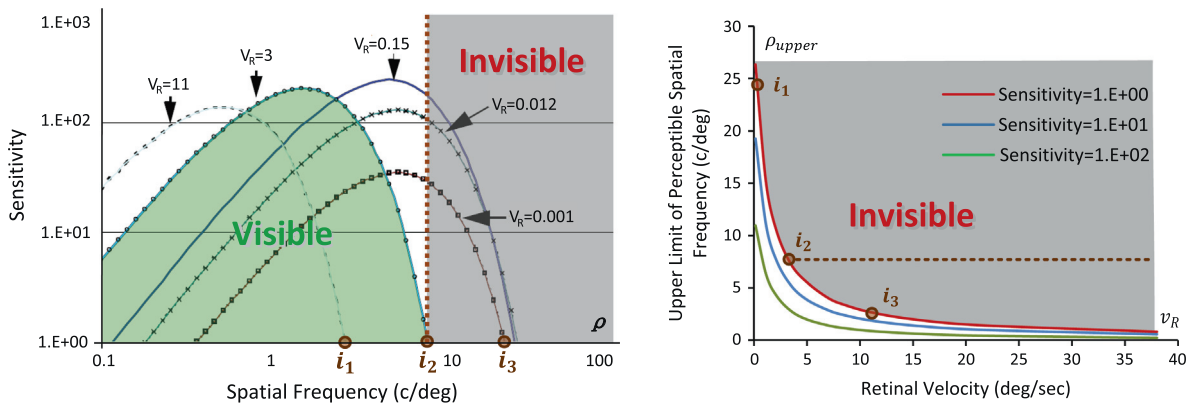 1.E+03
1.E+02
1.E+01
1.E+00
Sensitivity
V_R=11
V_R=3
V_R=0.15
V_R=0.012
V_R=0.001
Invisible
Visible
ρ
0.1
1
10
100
i_1
i_2
i_3
Spatial Frequency (c/deg)
ρ_upper
30
25
20
15
10
5
0
Upper Limit of Perceptible Spatial
Frequency (c/deg)
i_1
i_2
i_3
Sensitivity=1.E+00
Sensitivity=1.E+01
Sensitivity=1.E+02
Invisible
v_R
0
5
10
15
20
25
30
35
40
Retinal Velocity (deg/sec)